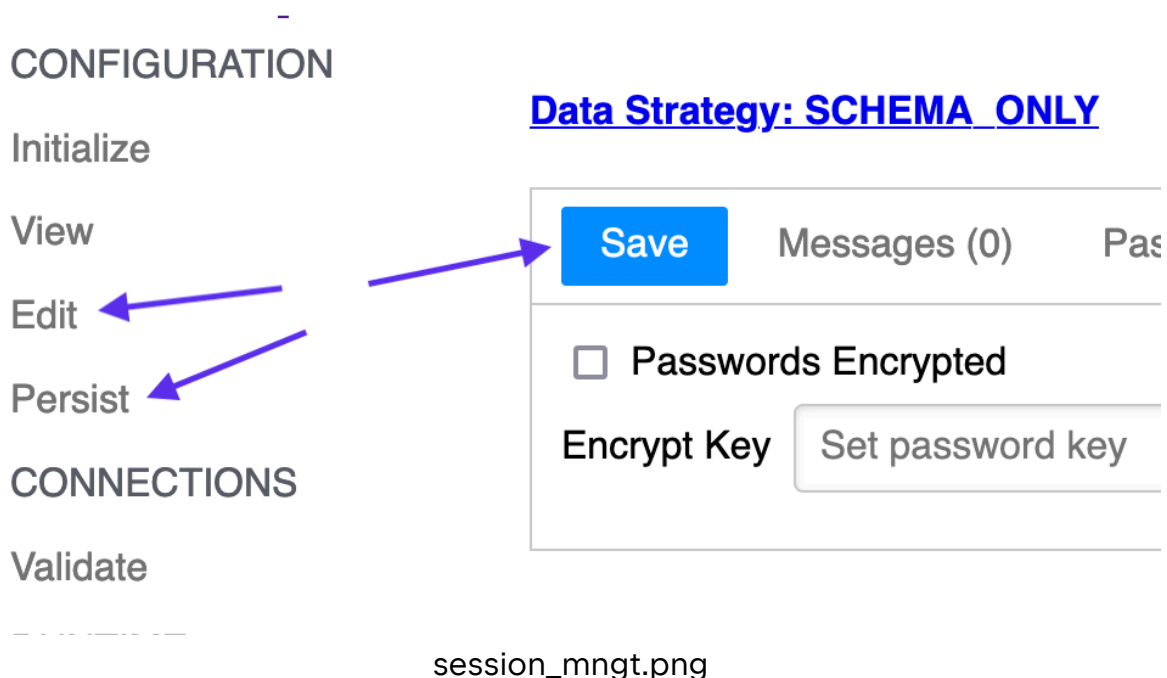 CONFIGURATION
Initialize
View
Edit
Persist
CONNECTIONS
Validate
Data Strategy: SCHEMA_ONLY
Save
Messages (0)
Passwords Encrypted
Encrypt Key
Set password key
session_mngt.png